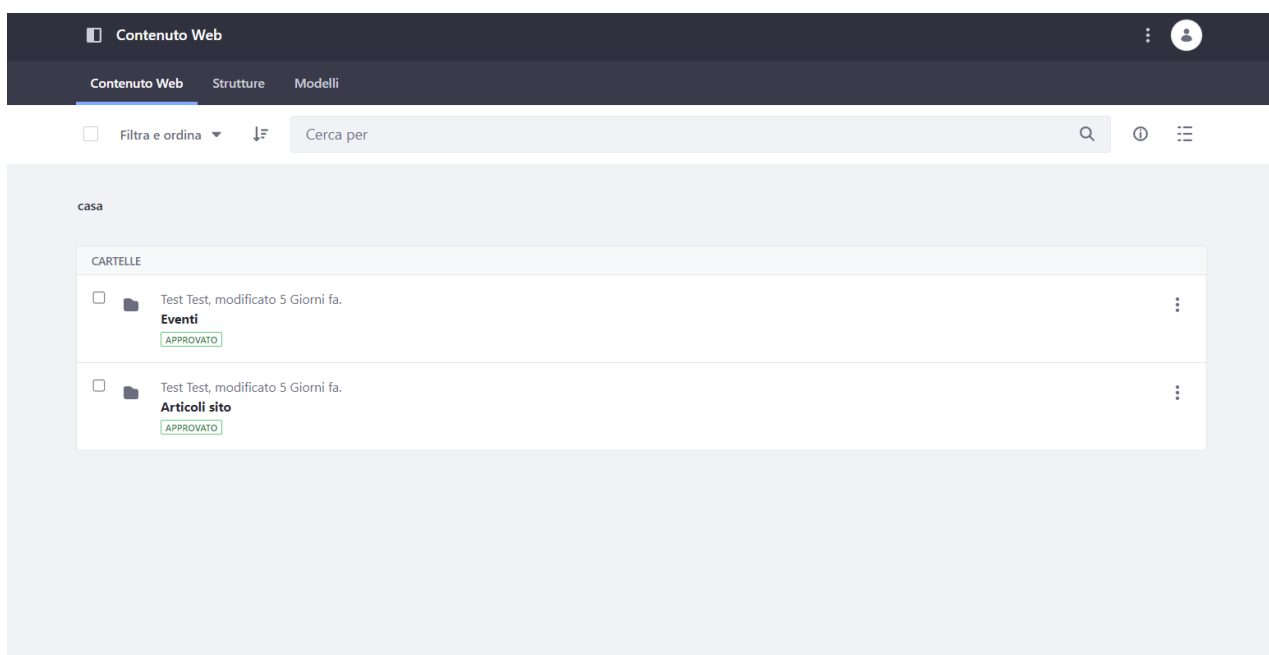 Contenuto Web
Contenuto Web Strutture Modelli
Filtra e ordina Cerca per
casa
CARTELLE
Test Test, modificato 5 Giorni fa.
Eventi
APPROVATO
Test Test, modificato 5 Giorni fa.
Articoli sito
APPROVATO